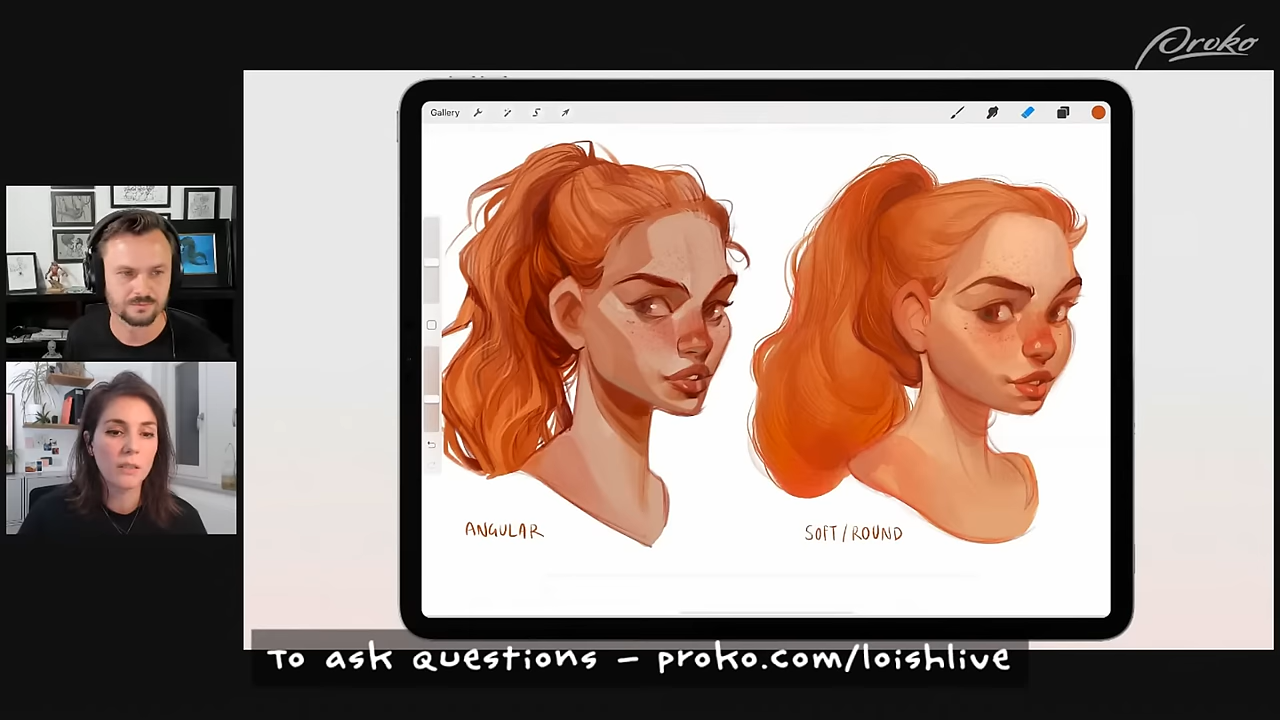 Proko
Gallery
ANGULAR
SOFT/ROUND
To ask questions – proko.com/loishlive